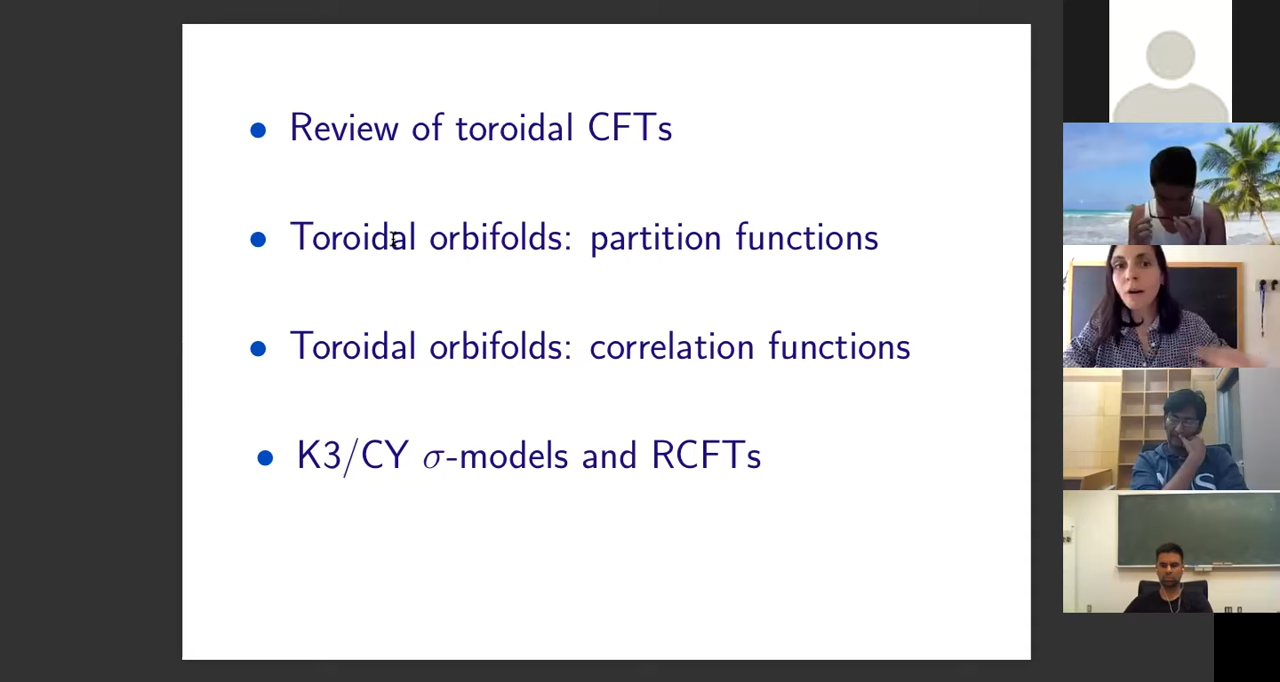 • Review of toroidal CFTs
• Toroidal orbifolds: partition functions
• Toroidal orbifolds: correlation functions
• K3/CY σ-models and RCFTs